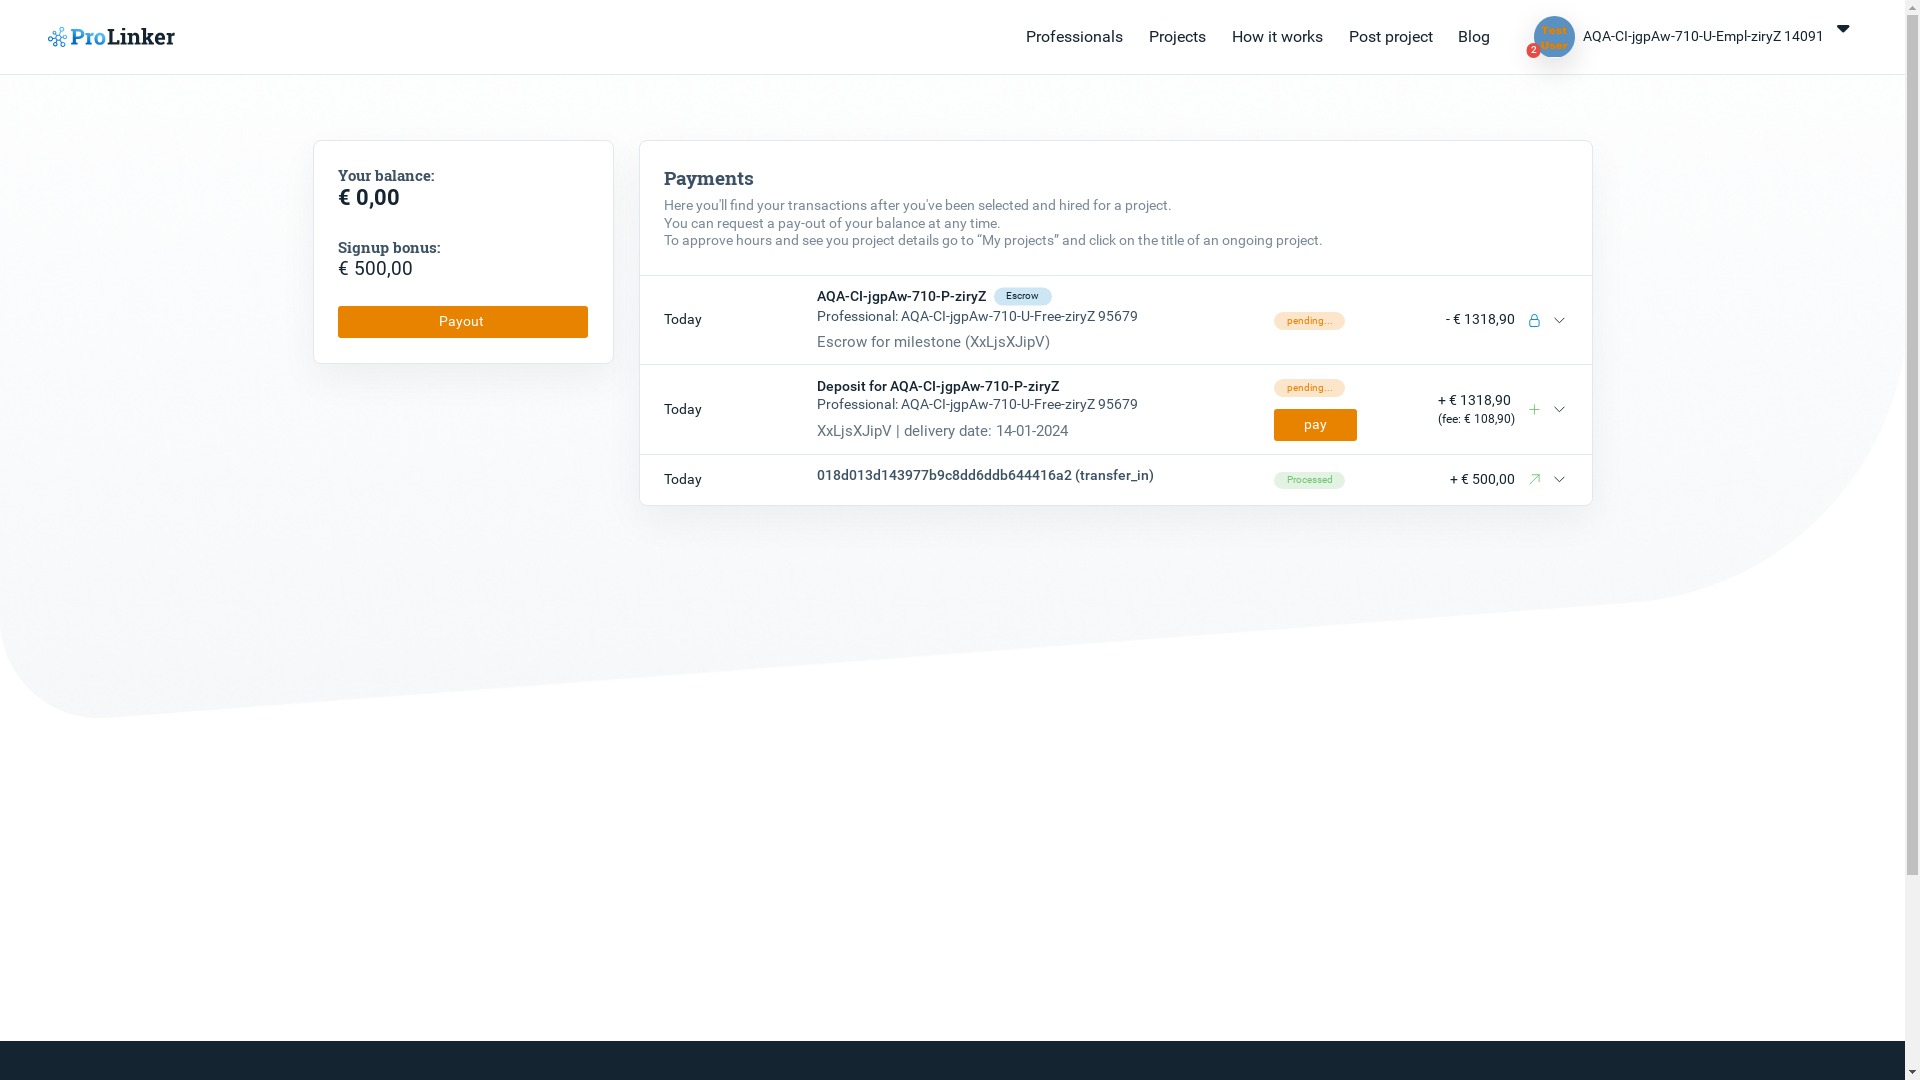 ProLinker
Professionals
Projects
How it works
Post project
Blog
Test
User
2
AQA-CI-jgpAw-710-U-Empl-ziryZ 14091
Your balance:
€ 0,00
Signup bonus:
€ 500,00
Payout
Payments
Here you'll find your transactions after you've been selected and hired for a project.
You can request a pay-out of your balance at any time.
To approve hours and see you project details go to “My projects” and click on the title of an ongoing project.
Today
AQA-CI-jgpAw-710-P-ziryZ Escrow
Professional: AQA-CI-jgpAw-710-U-Free-ziryZ 95679
Escrow for milestone (XxLjsXJipV)
pending...
- € 1318,90
Today
Deposit for AQA-CI-jgpAw-710-P-ziryZ
Professional: AQA-CI-jgpAw-710-U-Free-ziryZ 95679
XxLjsXJipV | delivery date: 14-01-2024
pending...
pay
+ € 1318,90
(fee: € 108,90)
Today
018d013d143977b9c8dd6ddb644416a2 (transfer_in)
Processed
+ € 500,00